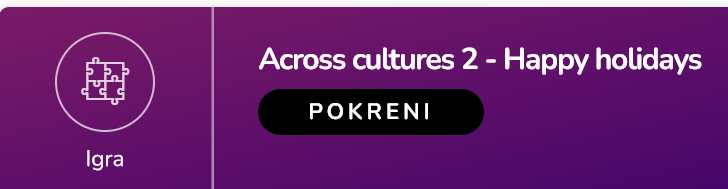 Across cultures 2 - Happy holidays
POKRENI
Igra